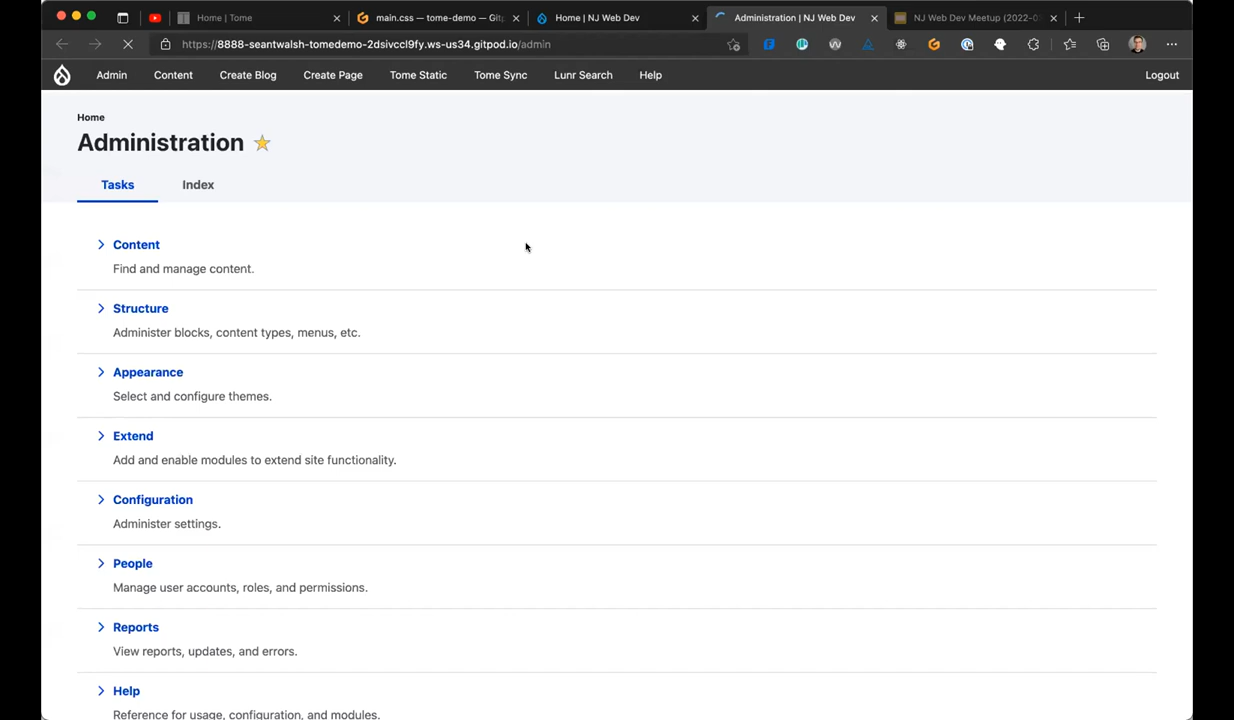 Home | Tome
main.css — tome-demo — Git
Home | NJ Web Dev
Administration | NJ Web Dev
NJ Web Dev Meetup (2022-0
https://8888-seantwalsh-tomedemo-2dsivccl9fy.ws-us34.gitpod.io/admin
Admin Content Create Blog Create Page Tome Static Tome Sync Lunr Search Help Logout
Home
Administration
Tasks Index
Content
Find and manage content.
Structure
Administer blocks, content types, menus, etc.
Appearance
Select and configure themes.
Extend
Add and enable modules to extend site functionality.
Configuration
Administer settings.
People
Manage user accounts, roles, and permissions.
Reports
View reports, updates, and errors.
Help
Reference for usage, configuration, and modules.